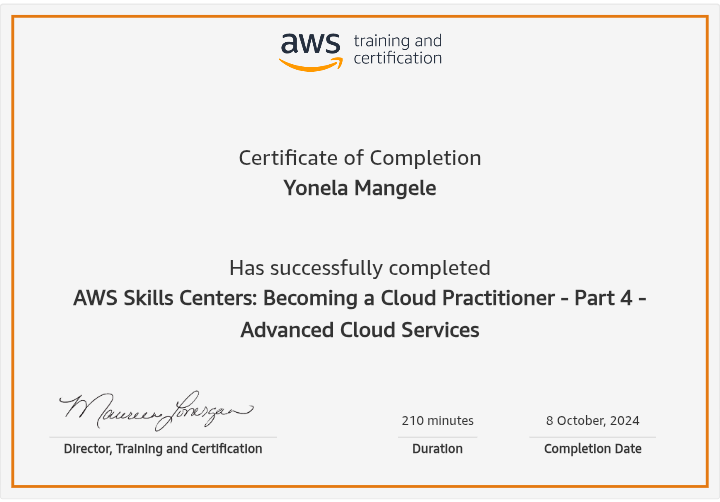 aws training and
certification
Certificate of Completion
Yonela Mangele
Has successfully completed
AWS Skills Centers: Becoming a Cloud Practitioner - Part 4 -
Advanced Cloud Services
Maureen Lonergan
210 minutes
8 October, 2024
Director, Training and Certification
Duration
Completion Date